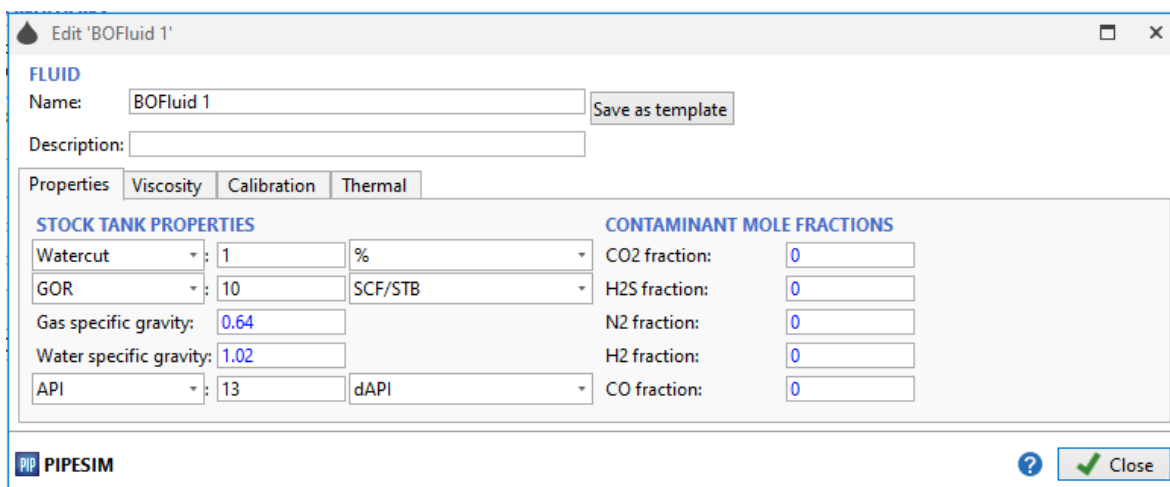 Edit 'BOFluid 1'
FLUID
Name: BOFluid 1 Save as template
Description:
Properties Viscosity Calibration Thermal
STOCK TANK PROPERTIES CONTAMINANT MOLE FRACTIONS
Watercut : 1 % CO2 fraction: 0
GOR : 10 SCF/STB H2S fraction: 0
Gas specific gravity: 0.64 N2 fraction: 0
Water specific gravity: 1.02 H2 fraction: 0
API : 13 dAPI CO fraction: 0
PIP PIPESIM ? Close